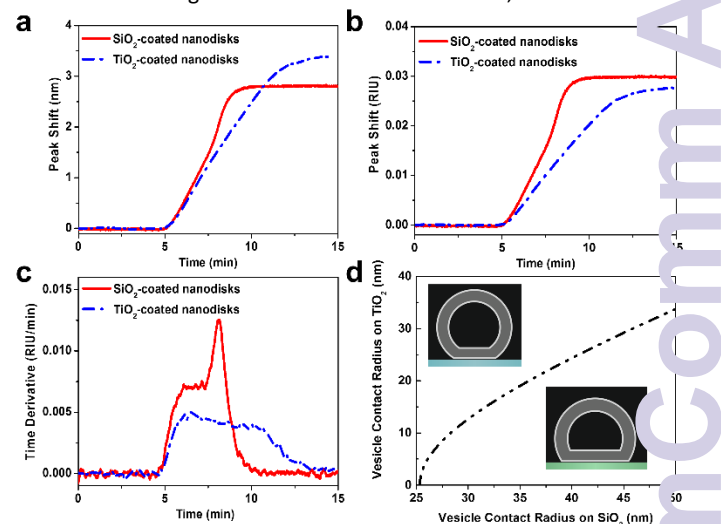 a
SiO₂-coated nanodisks
TiO₂-coated nanodisks
Peak Shift (nm)
4
3
2
1
0
0 5 10 15
Time (min)
b
SiO₂-coated nanodisks
TiO₂-coated nanodisks
Peak Shift (RIU)
0.04
0.03
0.02
0.01
0.00
0 5 10 15
Time (min)
c
SiO₂-coated nanodisks
TiO₂-coated nanodisks
Time Derivative (RIU/min)
0.015
0.010
0.005
0.000
0 5 10 15
Time (min)
d
Vesicle Contact Radius on TiO₂ (nm)
40
30
20
10
0
25 30 35 40 45 50
Vesicle Contact Radius on SiO₂ (nm)
mComm A